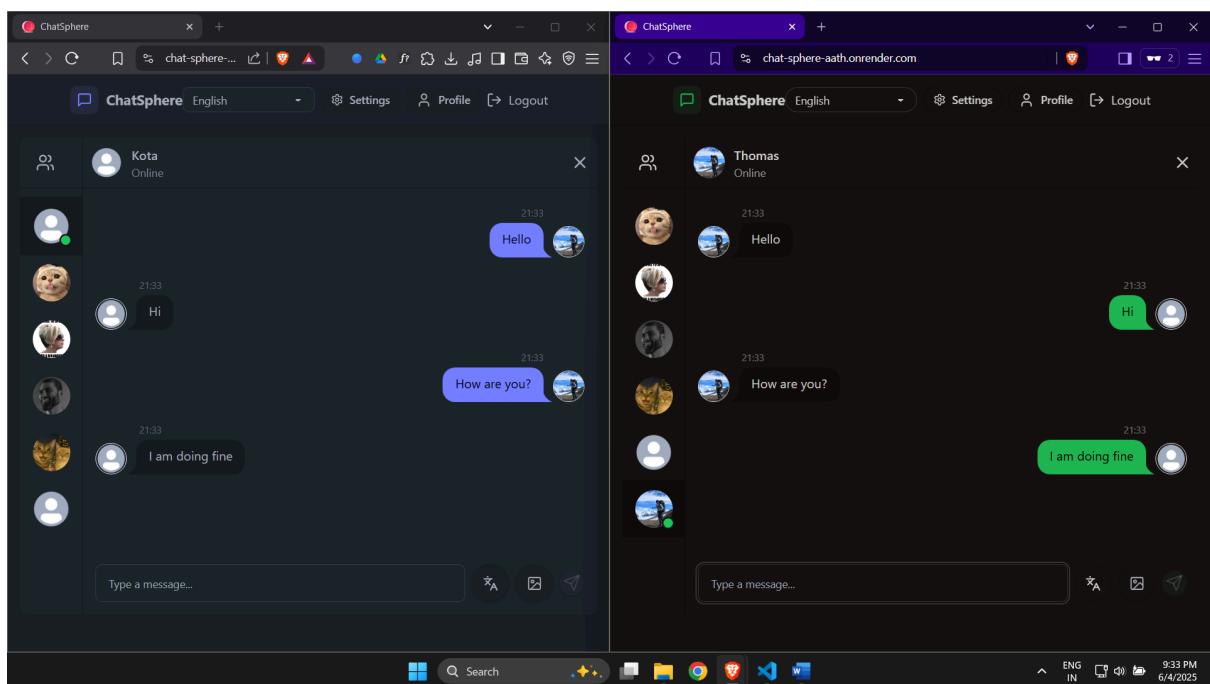 ChatSphere
chat-sphere-...
ChatSphere English Settings Profile Logout
Kota
Online
21:33
Hello
21:33
Hi
21:33
How are you?
21:33
I am doing fine
Type a message...
ChatSphere
chat-sphere-aath.onrender.com
2
ChatSphere English Settings Profile Logout
Thomas
Online
21:33
Hello
21:33
Hi
21:33
How are you?
21:33
I am doing fine
Type a message...
Search
ENG
IN
9:33 PM
6/4/2025